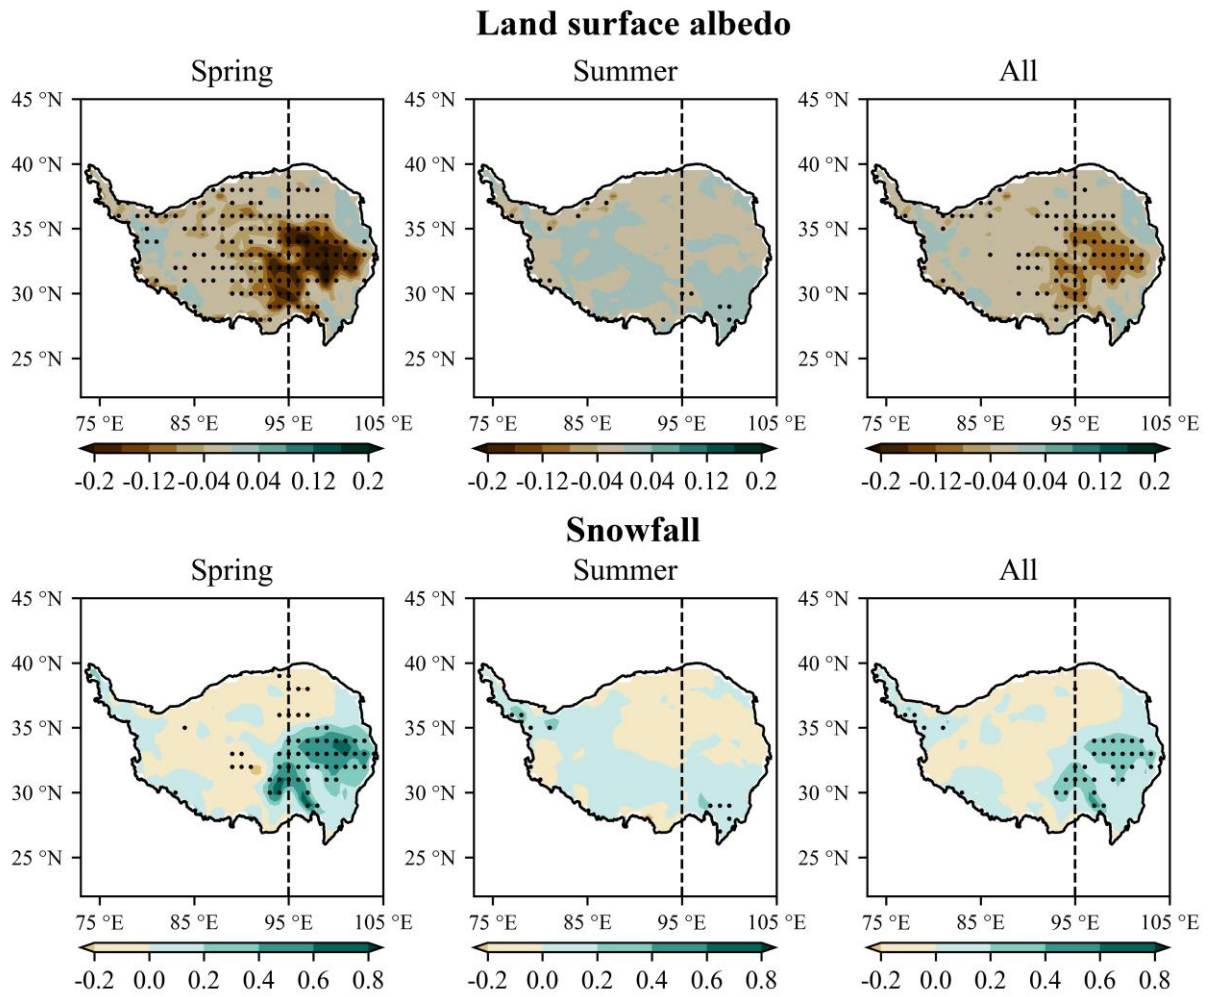 Land surface albedo
Spring Summer All
45 °N 45 °N 45 °N
40 °N 40 °N 40 °N
35 °N 35 °N 35 °N
30 °N 30 °N 30 °N
25 °N 25 °N 25 °N
75 °E 85 °E 95 °E 105 °E 75 °E 85 °E 95 °E 105 °E 75 °E 85 °E 95 °E 105 °E
-0.2 -0.12 -0.04 0.04 0.12 0.2 -0.2 -0.12 -0.04 0.04 0.12 0.2 -0.2 -0.12 -0.04 0.04 0.12 0.2
Snowfall
Spring Summer All
45 °N 45 °N 45 °N
40 °N 40 °N 40 °N
35 °N 35 °N 35 °N
30 °N 30 °N 30 °N
25 °N 25 °N 25 °N
75 °E 85 °E 95 °E 105 °E 75 °E 85 °E 95 °E 105 °E 75 °E 85 °E 95 °E 105 °E
-0.2 0.0 0.2 0.4 0.6 0.8 -0.2 0.0 0.2 0.4 0.6 0.8 -0.2 0.0 0.2 0.4 0.6 0.8